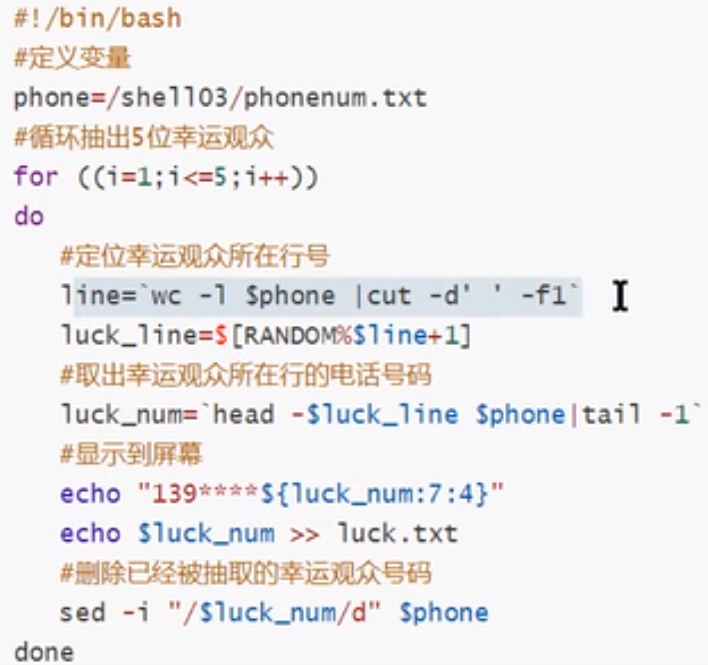 #!/bin/bash
#定义变量
phone=/shell03/phonenum.txt
#循环抽出5位幸运观众
for ((i=1;i<=5;i++))
do
    #定位幸运观众所在行号
    line=`wc -l $phone |cut -d' ' -f1`
    luck_line=$[RANDOM%$line+1]
    #取出幸运观众所在行的电话号码
    luck_num=`head -$luck_line $phone|tail -1`
    #显示到屏幕
    echo "139****${luck_num:7:4}"
    echo $luck_num >> luck.txt
    #删除已经被抽取的幸运观众号码
    sed -i "/$luck_num/d" $phone
done